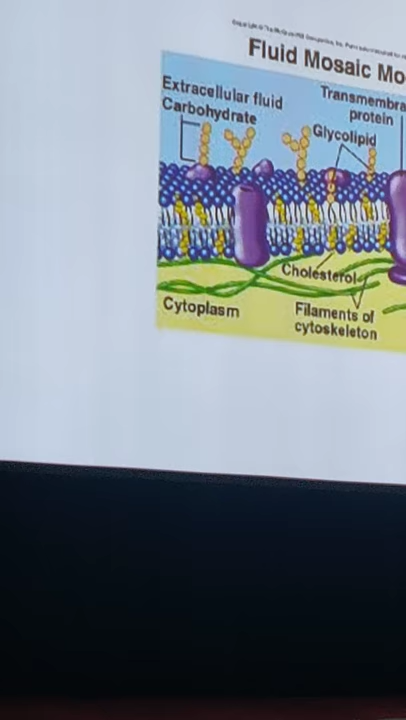 Fluid Mosaic Mo
Extracellular fluid
Carbohydrate
Transmembra
protein
Glycolipid
Cholesterol
Cytoplasm
Filaments of
cytoskeleton